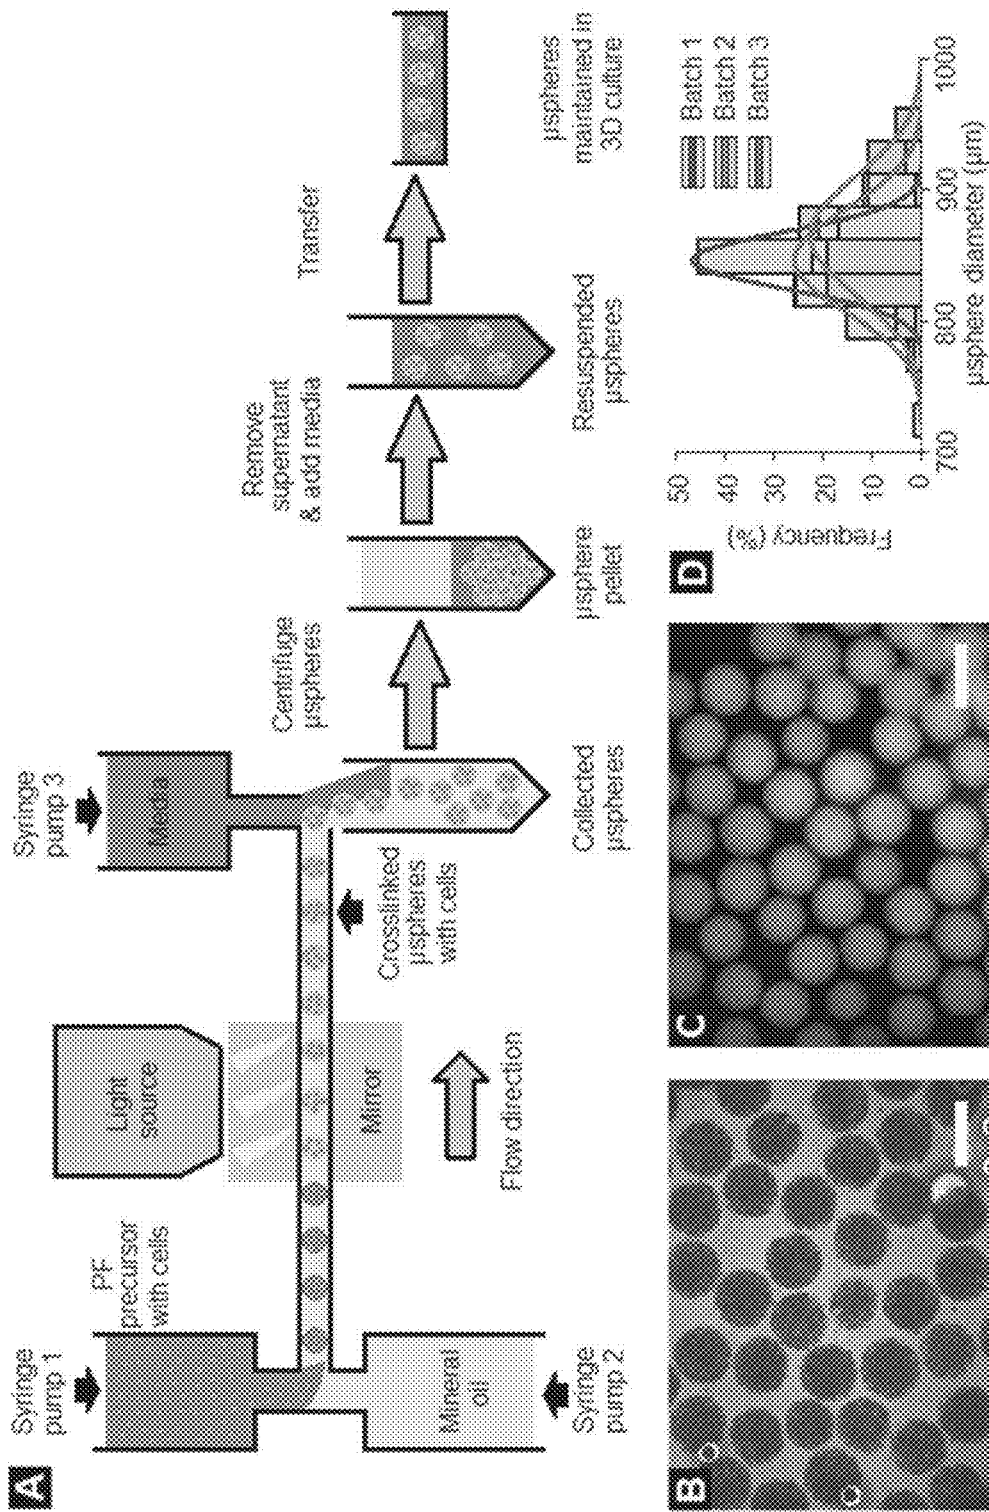 A
Syringe
pump 1
PF
precursor
with cells
Light
source
Syringe
pump 3
Media
Centrifuge
µspheres
Remove
supernatant
& add media
Transfer
Mineral
oil
Syringe
pump 2
Mirror
Flow direction
Crosslinked
µspheres
with cells
Collected
µspheres
µsphere
pellet
Resuspended
µspheres
µspheres
maintained in
3D culture
B
C
D
Frequency (%)
50
40
30
20
10
0
700
800
900
1000
µsphere diameter (µm)
Batch 1
Batch 2
Batch 3